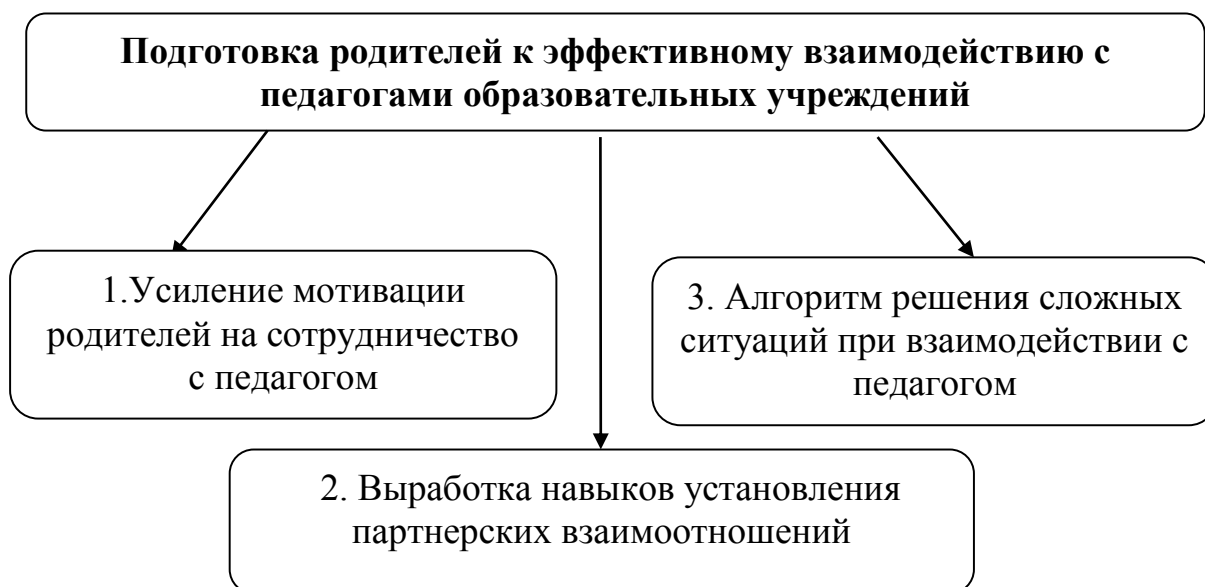 Подготовка родителей к эффективному взаимодействию с
педагогами образовательных учреждений
1.Усиление мотивации
родителей на сотрудничество
с педагогом
2. Выработка навыков установления
партнерских взаимоотношений
3. Алгоритм решения сложных
ситуаций при взаимодействии с
педагогом